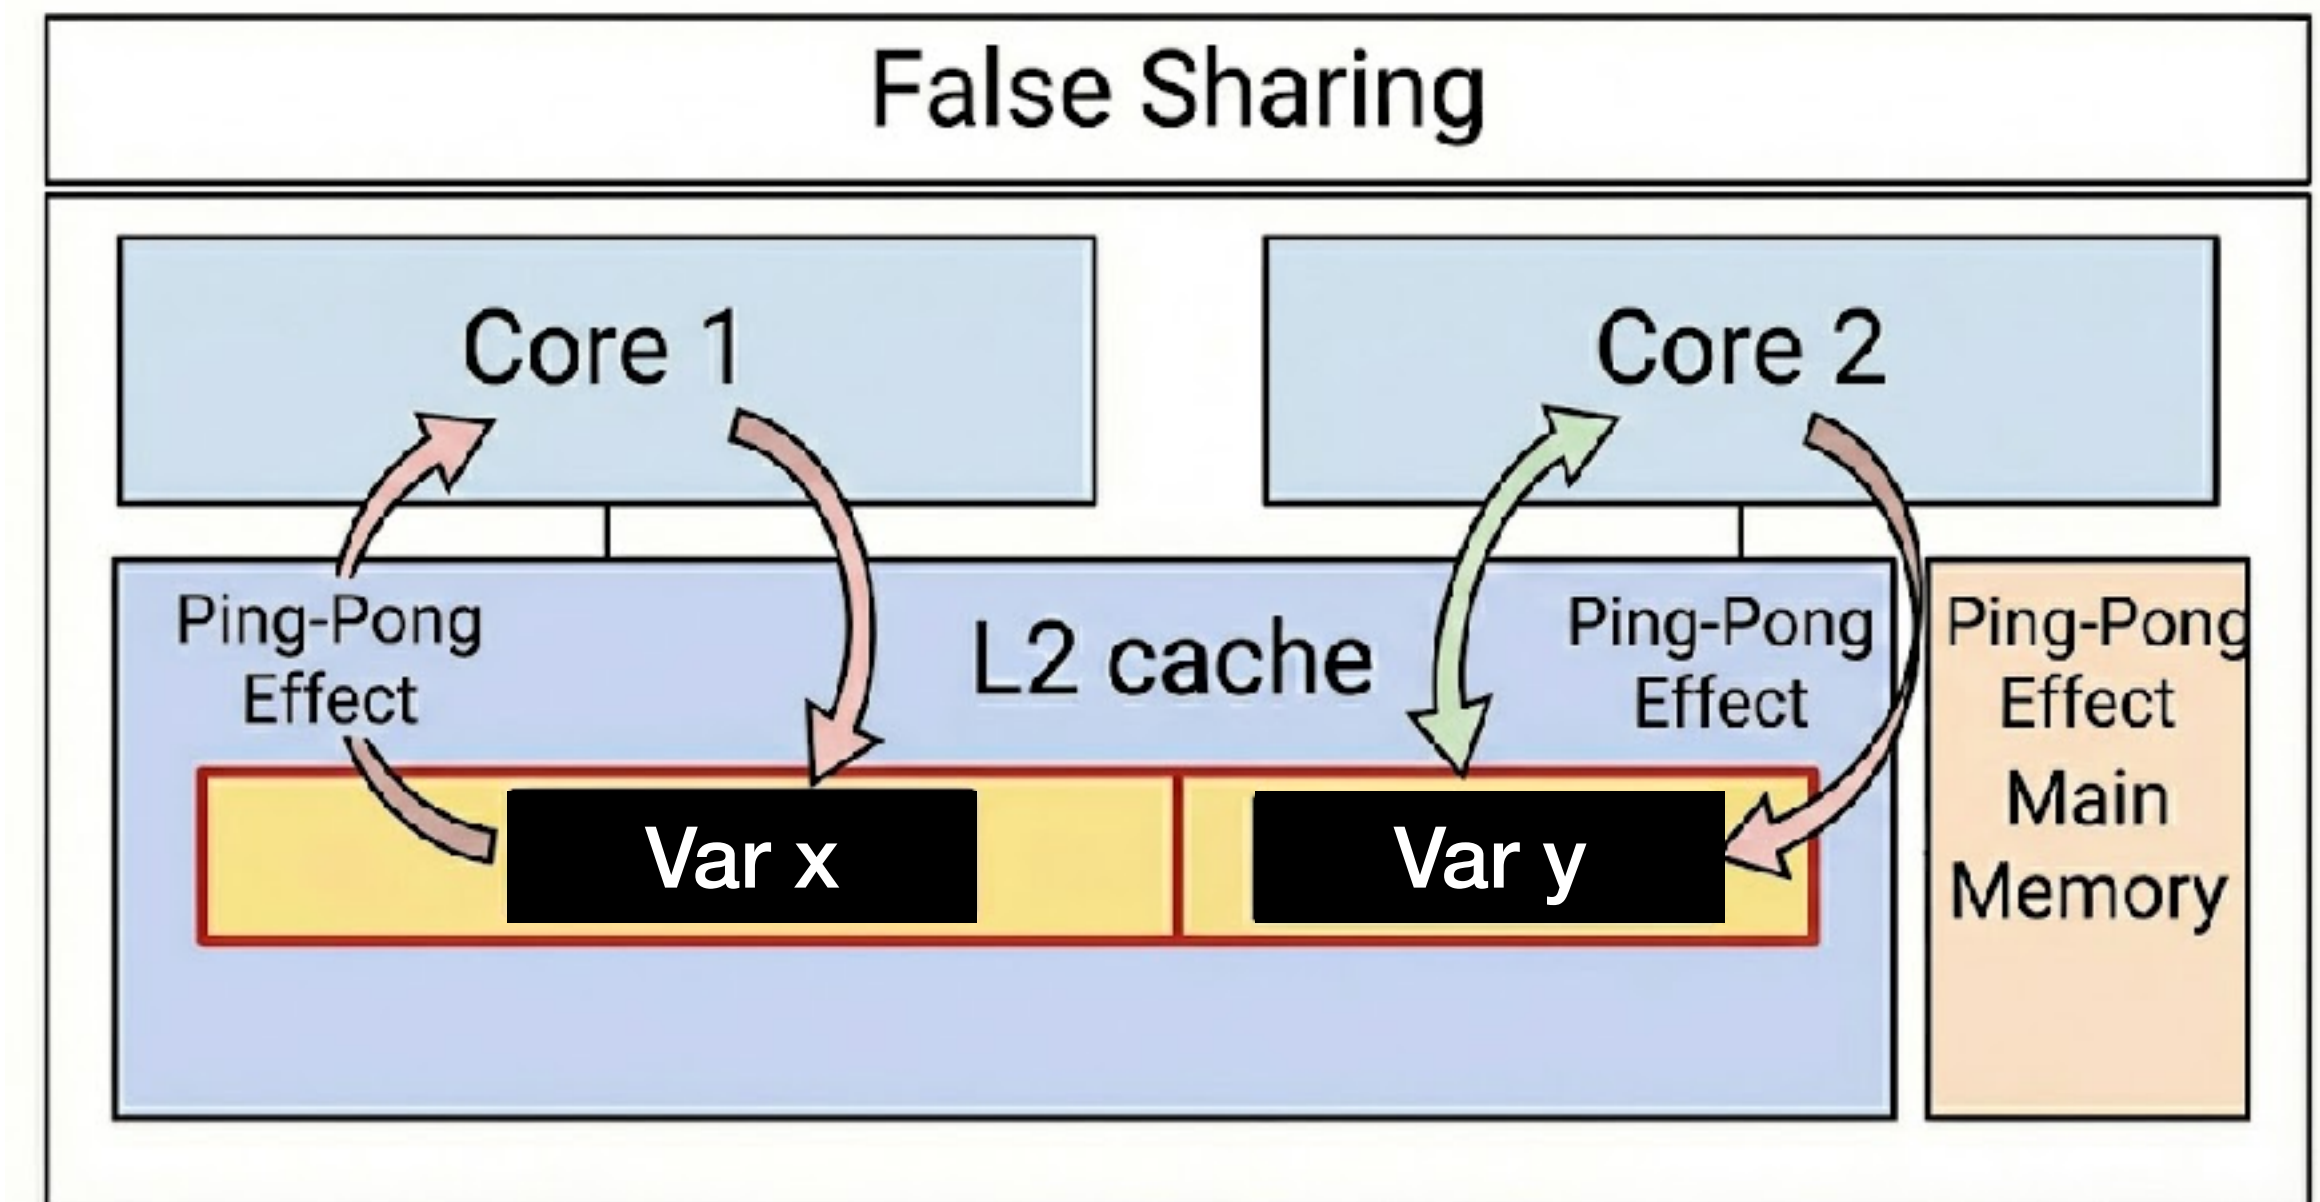 False Sharing
Core 1
Core 2
Ping-Pong
Effect
L2 cache
Ping-Pong
Effect
Ping-Pong
Effect
Main
Memory
Var x
Var y